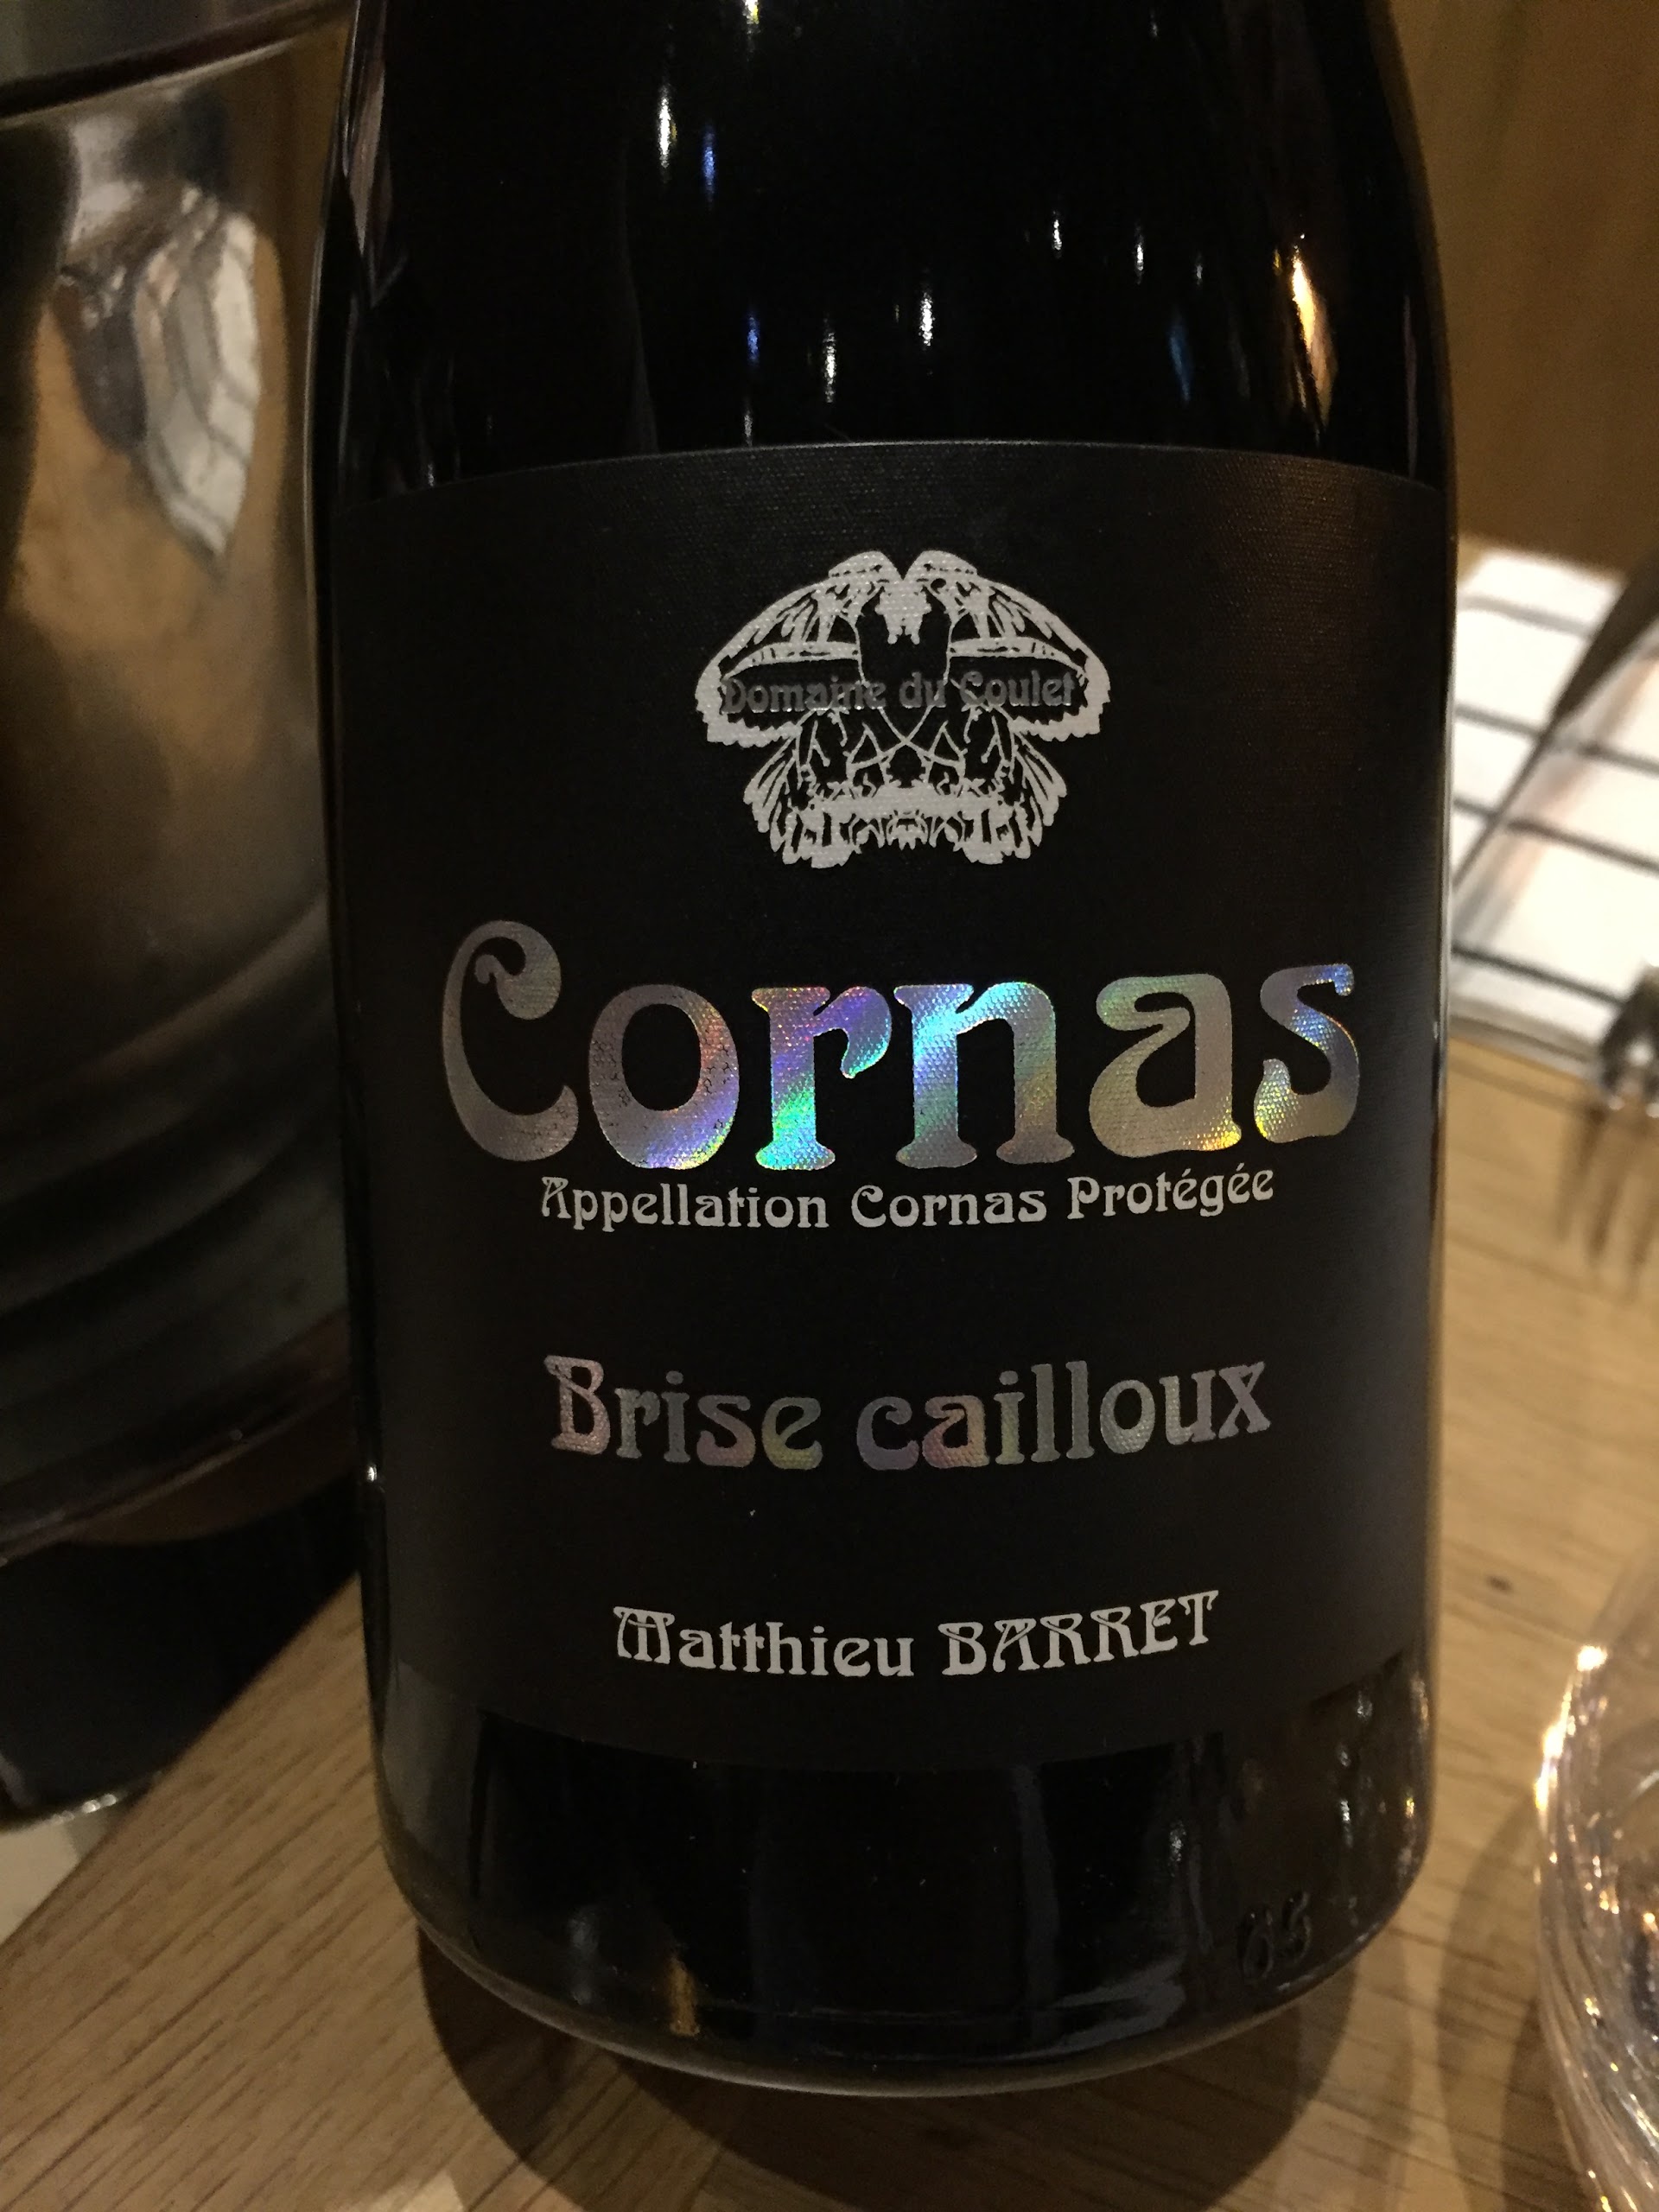 Domaine du Coulet
Cornas
Appellation Cornas Protégée
Brise cailloux
Matthieu BARRET